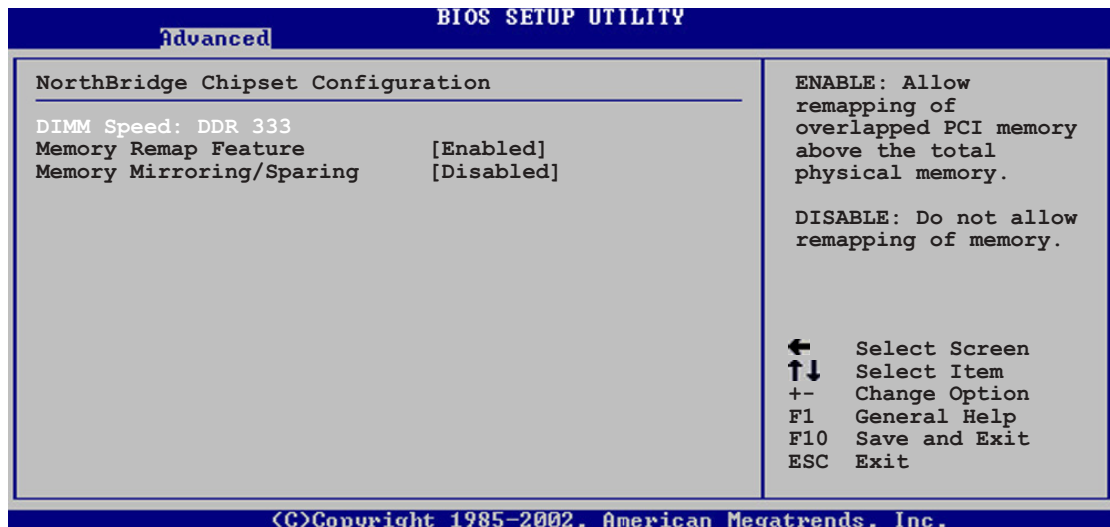 BIOS SETUP UTILITY
Advanced
NorthBridge Chipset Configuration
DIMM Speed: DDR 333
Memory Remap Feature [Enabled]
Memory Mirroring/Sparing [Disabled]
ENABLE: Allow
remapping of
overlapped PCI memory
above the total
physical memory.
DISABLE: Do not allow
remapping of memory.
← Select Screen
↑↓ Select Item
+- Change Option
F1 General Help
F10 Save and Exit
ESC Exit
(C)Copyright 1985-2002, American Megatrends, Inc.